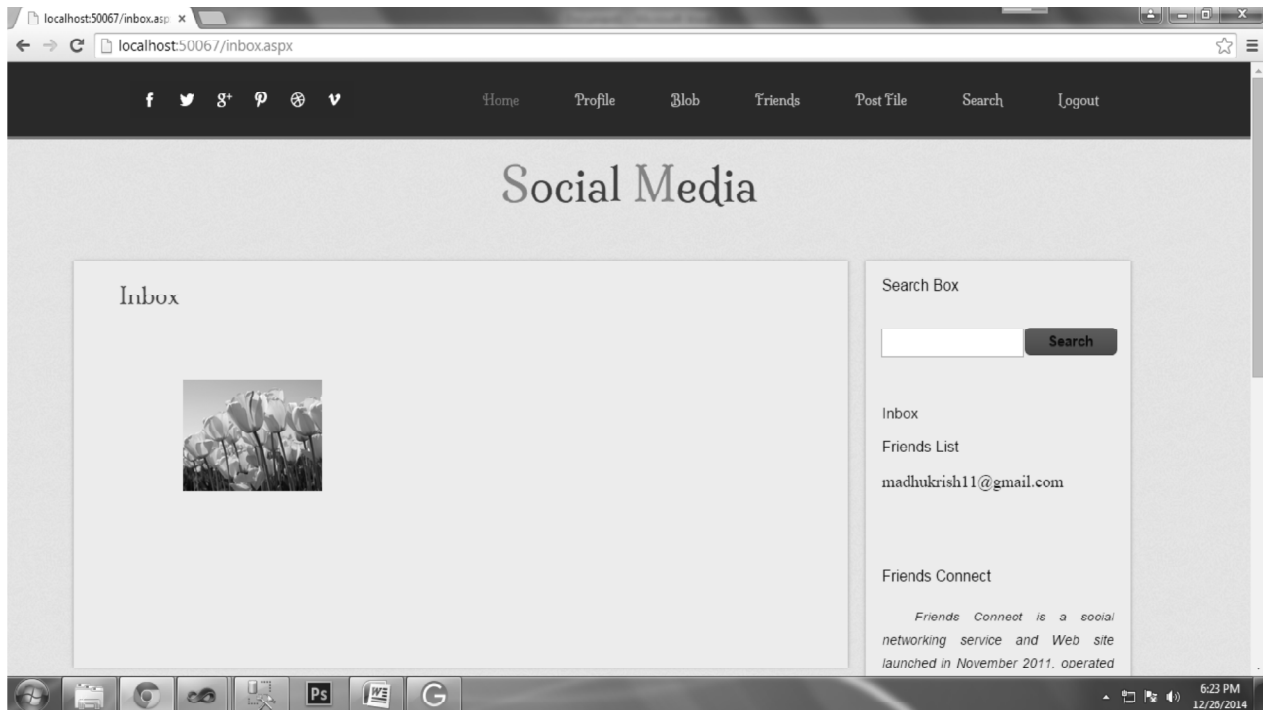 localhost:50067/inbox.asp x
localhost:50067/inbox.aspx
f g+ Home Profile Blob Friends Post File Search Logout
Social Media
Inbox
Search Box
Search
Inbox
Friends List
madhukrish11@gmail.com
Friends Connect
Friends Connect is a social
networking service and Web site
launched in November 2011, operated
Ps W G
6:23 PM
12/26/2014